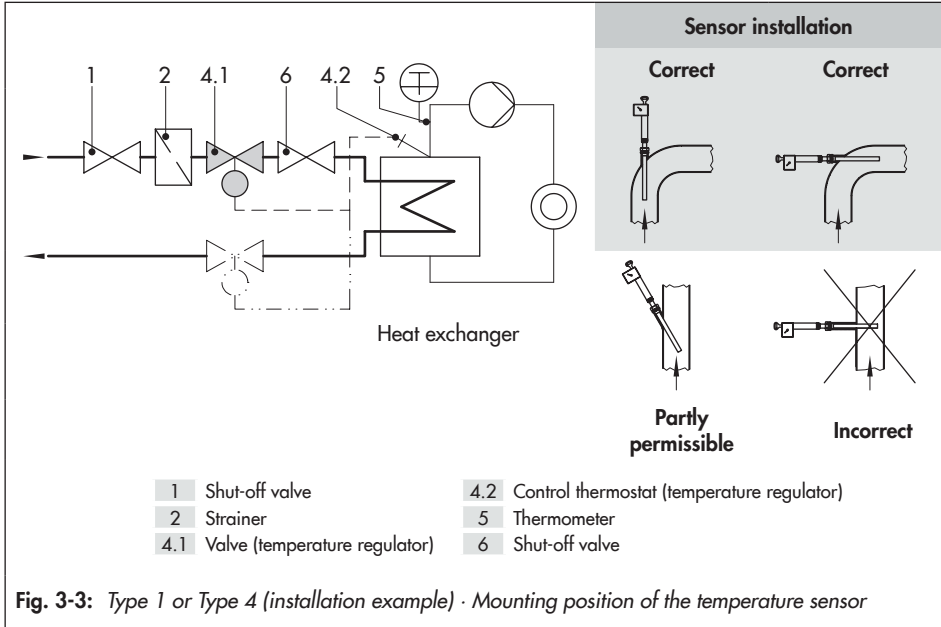 Sensor installation
Correct Correct
1 2 4.1 6 4.2 5
Heat exchanger
Partly
permissible
Incorrect
1 Shut-off valve
2 Strainer
4.1 Valve (temperature regulator)
4.2 Control thermostat (temperature regulator)
5 Thermometer
6 Shut-off valve
Fig. 3-3: Type 1 or Type 4 (installation example) · Mounting position of the temperature sensor